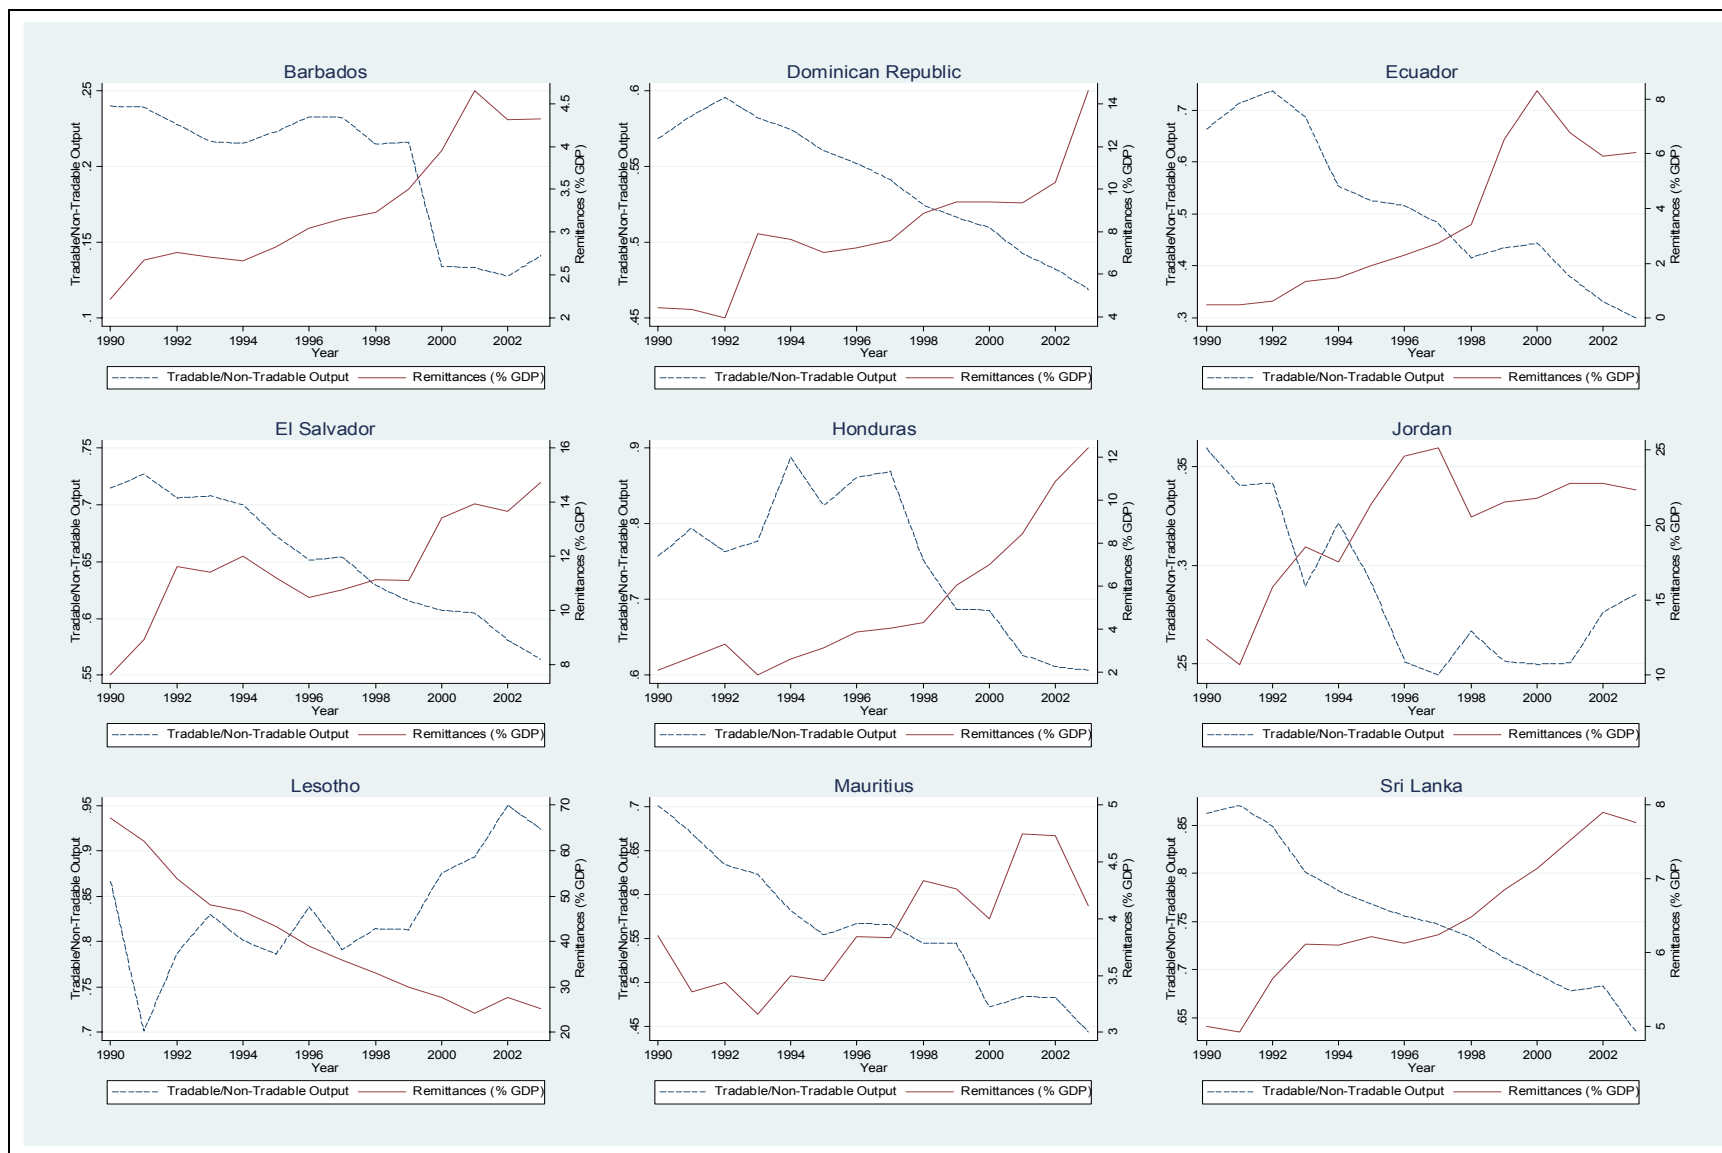 Barbados
Tradable/Non-Tradable Output
.1 .15 .2 .25
2 2.5 3 3.5 4 4.5
Remittances (% GDP)
1990 1992 1994 1996 1998 2000 2002
Year
Tradable/Non-Tradable Output Remittances (% GDP)
Dominican Republic
Tradable/Non-Tradable Output
.45 .5 .55 .6
4 6 8 10 12 14
Remittances (% GDP)
1990 1992 1994 1996 1998 2000 2002
Year
Tradable/Non-Tradable Output Remittances (% GDP)
Ecuador
Tradable/Non-Tradable Output
.3 .4 .5 .6 .7
0 2 4 6 8
Remittances (% GDP)
1990 1992 1994 1996 1998 2000 2002
Year
Tradable/Non-Tradable Output Remittances (% GDP)
El Salvador
Tradable/Non-Tradable Output
.55 .6 .65 .7 .75
8 10 12 14 16
Remittances (% GDP)
1990 1992 1994 1996 1998 2000 2002
Year
Tradable/Non-Tradable Output Remittances (% GDP)
Honduras
Tradable/Non-Tradable Output
.6 .7 .8 .9
2 4 6 8 10 12
Remittances (% GDP)
1990 1992 1994 1996 1998 2000 2002
Year
Tradable/Non-Tradable Output Remittances (% GDP)
Jordan
Tradable/Non-Tradable Output
.25 .3 .35
10 15 20 25
Remittances (% GDP)
1990 1992 1994 1996 1998 2000 2002
Year
Tradable/Non-Tradable Output Remittances (% GDP)
Lesotho
Tradable/Non-Tradable Output
.7 .75 .8 .85 .9 .95
20 30 40 50 60 70
Remittances (% GDP)
1990 1992 1994 1996 1998 2000 2002
Year
Tradable/Non-Tradable Output Remittances (% GDP)
Mauritius
Tradable/Non-Tradable Output
.45 .5 .55 .6 .65 .7
3 3.5 4 4.5 5
Remittances (% GDP)
1990 1992 1994 1996 1998 2000 2002
Year
Tradable/Non-Tradable Output Remittances (% GDP)
Sri Lanka
Tradable/Non-Tradable Output
.65 .7 .75 .8 .85
5 6 7 8
Remittances (% GDP)
1990 1992 1994 1996 1998 2000 2002
Year
Tradable/Non-Tradable Output Remittances (% GDP)